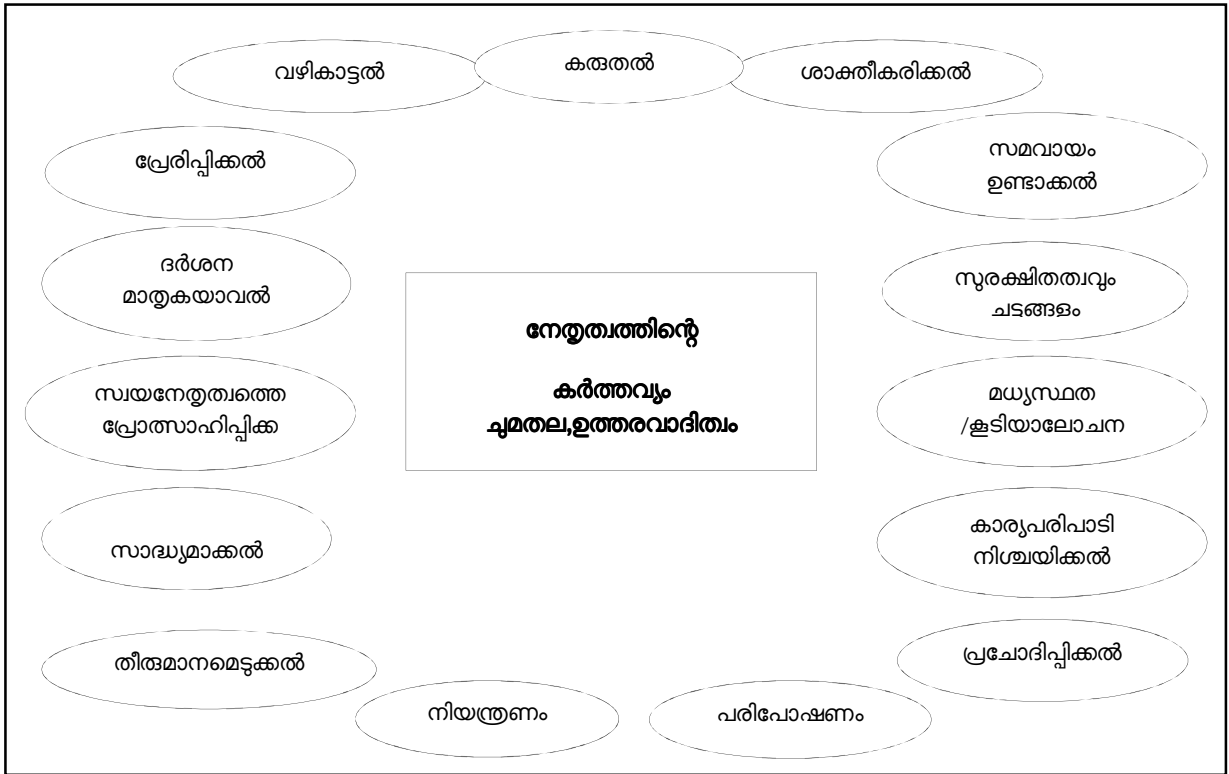 വഴികാട്ടൽ
കരുതൽ
ശാക്തീകരിക്കൽ
പ്രേരിപ്പിക്കൽ
സമവായം
ഉണ്ടാക്കൽ
ദർശന
മാതൃകയാവൽ
സുരക്ഷിതത്വവും
ചടങ്ങളം
നേതൃത്വത്തിന്റെ
കർത്തവ്യം
ചുമതല,ഉത്തരവാദിത്വം
സ്വയനേതൃത്വത്തെ
പ്രോത്സാഹിപ്പിക്ക
മധ്യസ്ഥത
/കൂടിയാലോചന
സാദ്ധ്യമാക്കൽ
കാര്യപരിപാടി
നിശ്ചയിക്കൽ
തീരുമാനമെടുക്കൽ
പ്രചോദിപ്പിക്കൽ
നിയന്ത്രണം
പരിപോഷണം